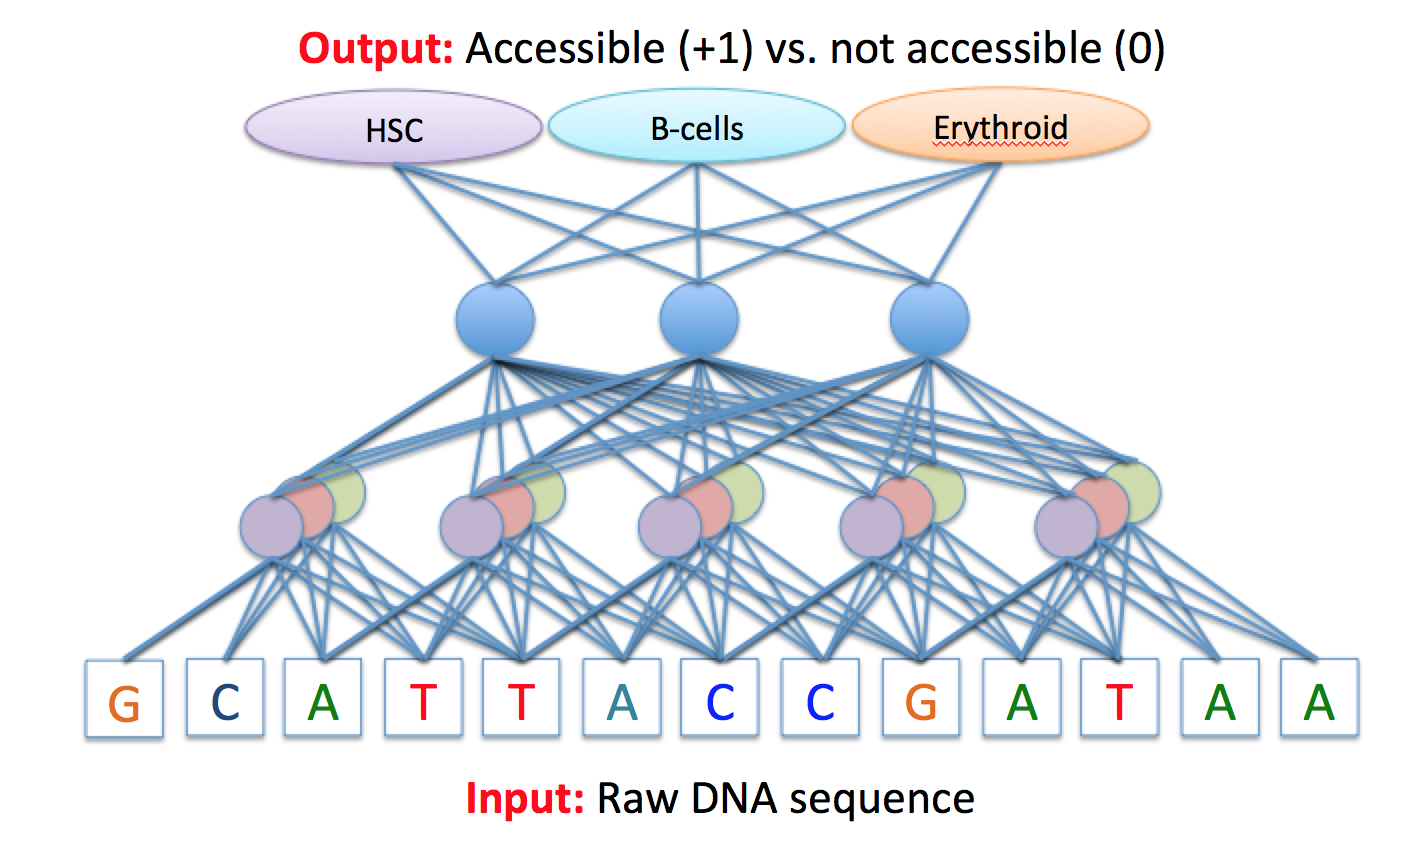 Output: Accessible (+1) vs. not accessible (0)
HSC B-cells Erythroid
G C A T T A C C G A T A A
Input: Raw DNA sequence